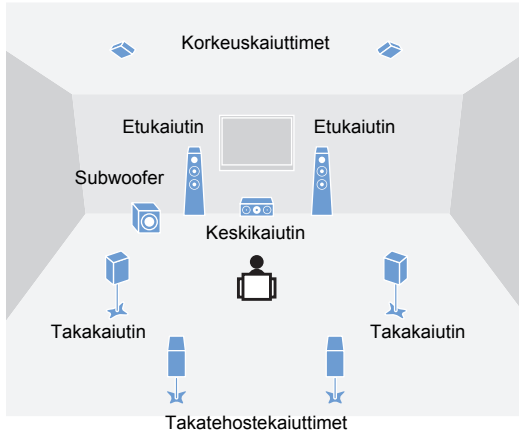 Korkeuskaiuttimet
Etukaiutin
Etukaiutin
Subwoofer
Keskikaiutin
Takakaiutin
Takakaiutin
Takatehostekaiuttimet